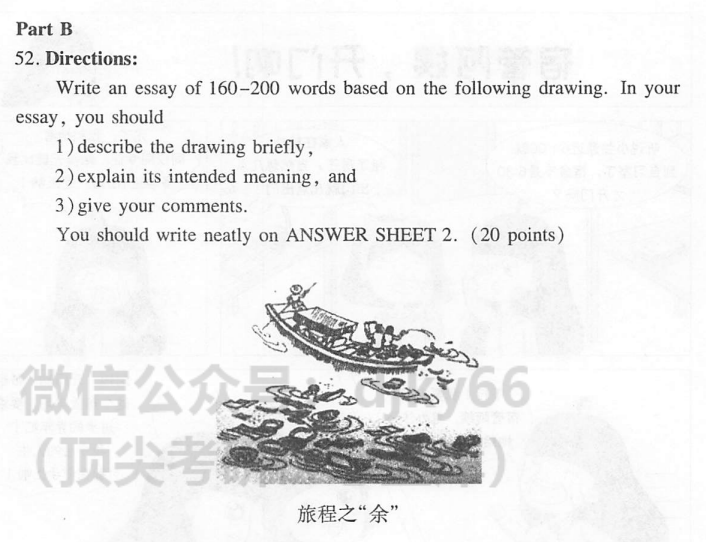 Part B
52. Directions:
Write an essay of 160–200 words based on the following drawing. In your
essay, you should
1) describe the drawing briefly,
2) explain its intended meaning, and
3) give your comments.
You should write neatly on ANSWER SHEET 2. (20 points)
微信公众号:djky66
(顶尖考
旅程之“余”